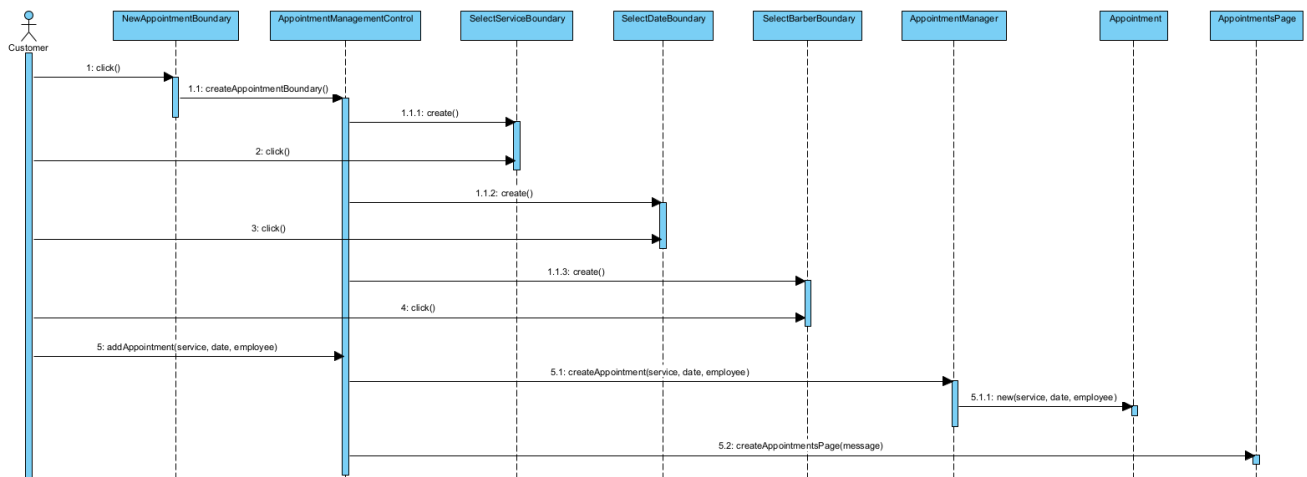 NewAppointmentBoundary
AppointmentManagementControl
SelectServiceBoundary
SelectDateBoundary
SelectBarberBoundary
AppointmentManager
Appointment
AppointmentsPage
Customer
1: click()
1.1: createAppointmentBoundary()
1.1.1: create()
2: click()
1.1.2: create()
3: click()
1.1.3: create()
4: click()
5: addAppointment(service, date, employee)
5.1: createAppointment(service, date, employee)
5.1.1: new(service, date, employee)
5.2: createAppointmentsPage(message)